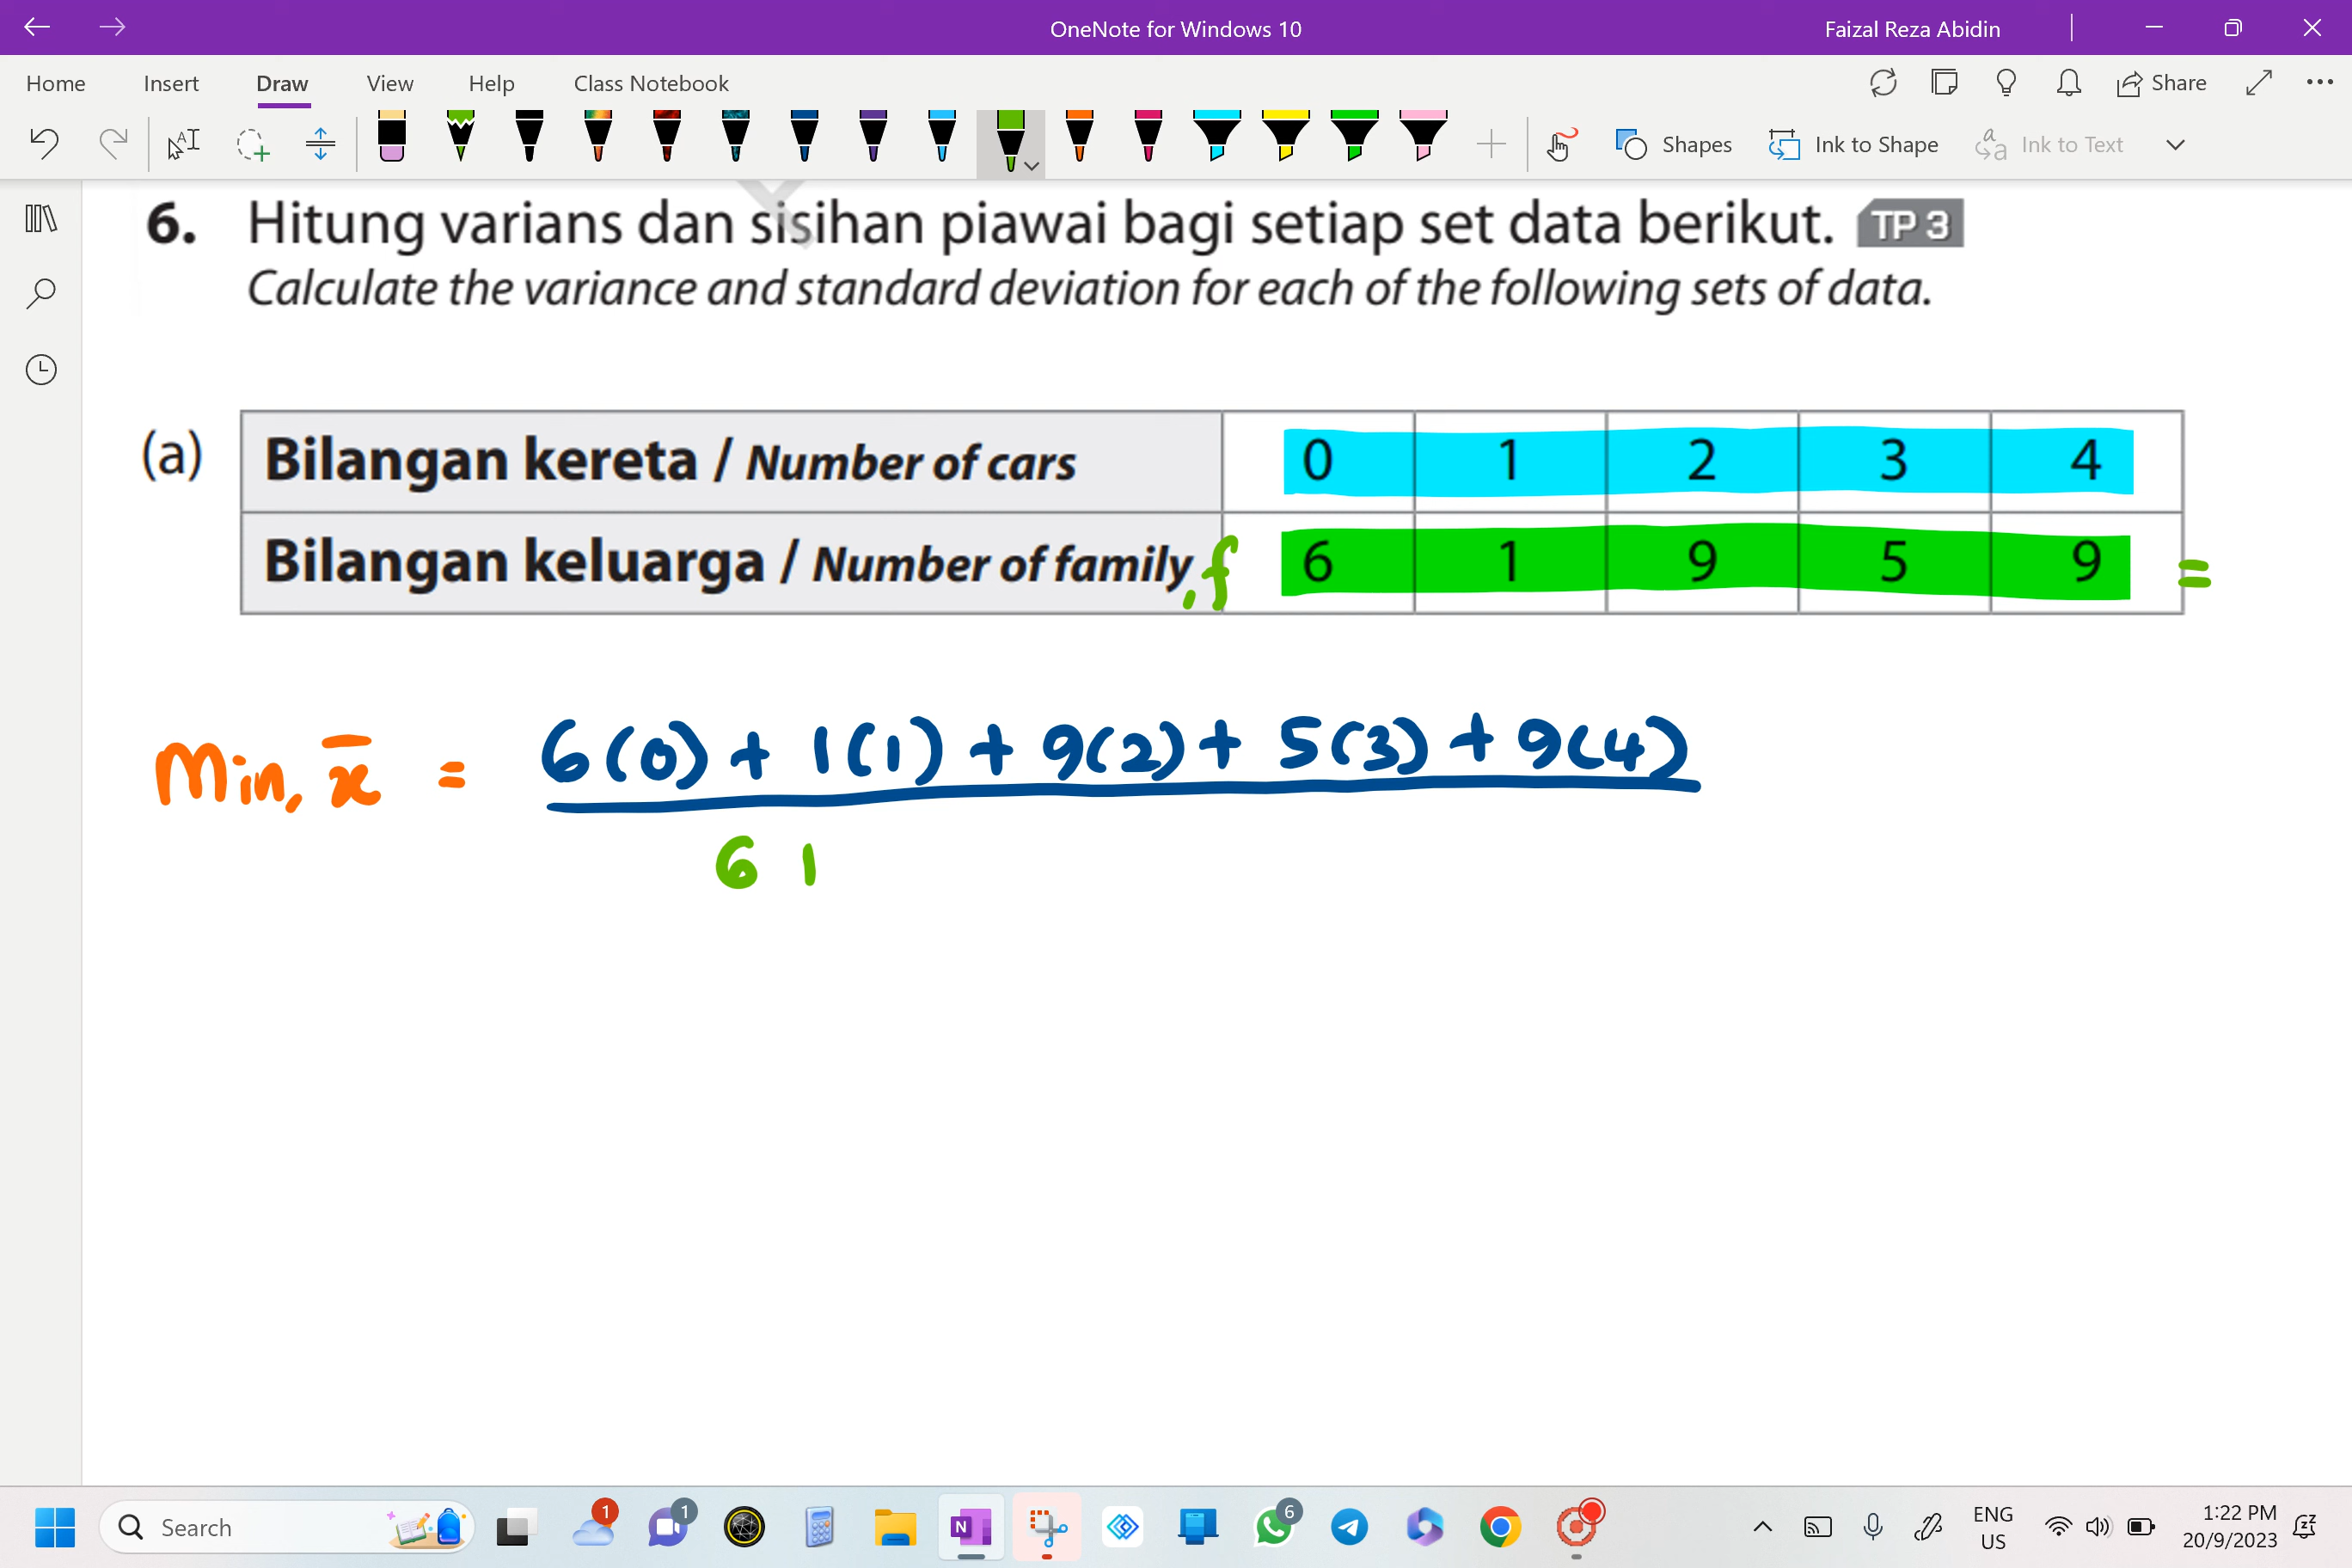 OneNote for Windows 10
Faizal Reza Abidin
Home Insert Draw View Help Class Notebook
Share
Shapes Ink to Shape Ink to Text
6. Hitung varians dan sisihan piawai bagi setiap set data berikut. TP 3
Calculate the variance and standard deviation for each of the following sets of data.
(a) Bilangan kereta / Number of cars 0 1 2 3 4
Bilangan keluarga / Number of family , f 6 1 9 5 9 =
Min, x̄ = 6(0) + 1(1) + 9(2) + 5(3) + 9(4)
6 1
Search
1
1
6
ENG
US
1:22 PM
20/9/2023